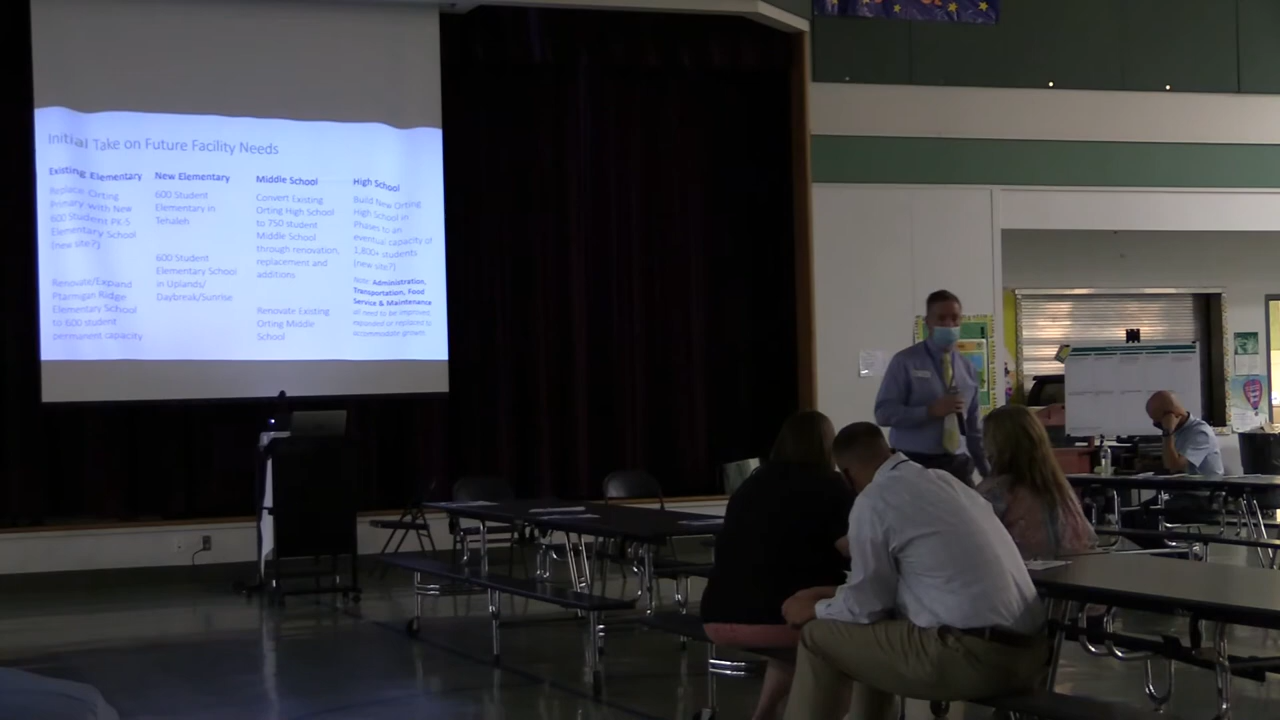 Initial Take on Future Facility Needs
Existing Elementary
Replace Orting
Primary with New
600 Student PK-5
Elementary School
(new site?)
Renovate/Expand
Ptarmigan Ridge
Elementary School
to 600 student
permanent capacity
New Elementary
600 Student
Elementary in
Tehaleh
600 Student
Elementary School
in Uplands/
Daybreak/Sunrise
Middle School
Convert Existing
Orting High School
to 750 student
Middle School
through renovation,
replacement and
additions
Renovate Existing
Orting Middle
School
High School
Build New Orting
High School in
Phases to an
eventual capacity of
1,800+ students
(new site?)
Note: Administration,
Transportation, Food
Service & Maintenance
all need to be improved,
expanded or replaced to
accommodate growth.